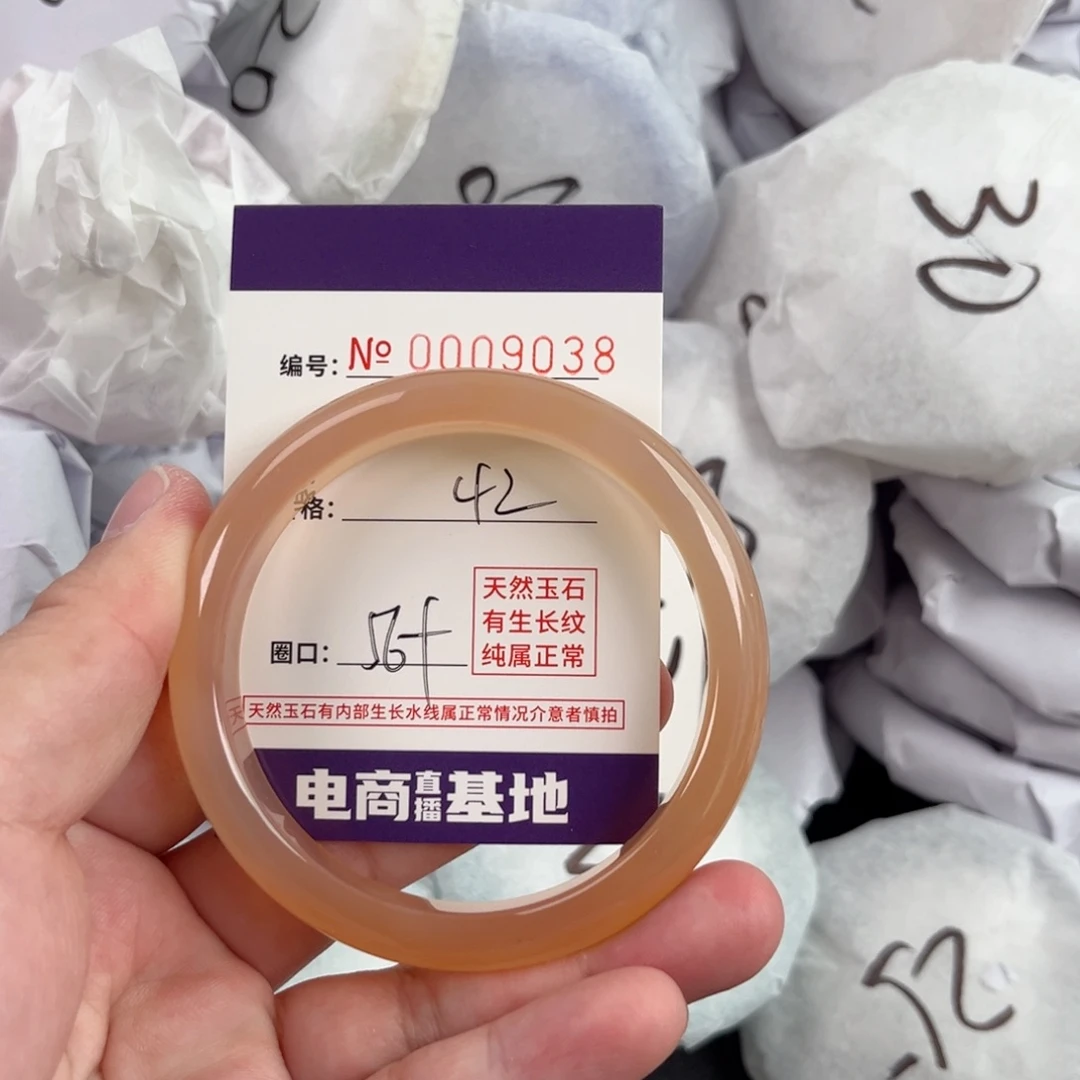 30
编号: № 0009038
格: 42
天然玉石
有生长纹
纯属正常
圈口: 56+
天然玉石有内部生长水线属正常情况介意者慎拍
电商直播基地
52